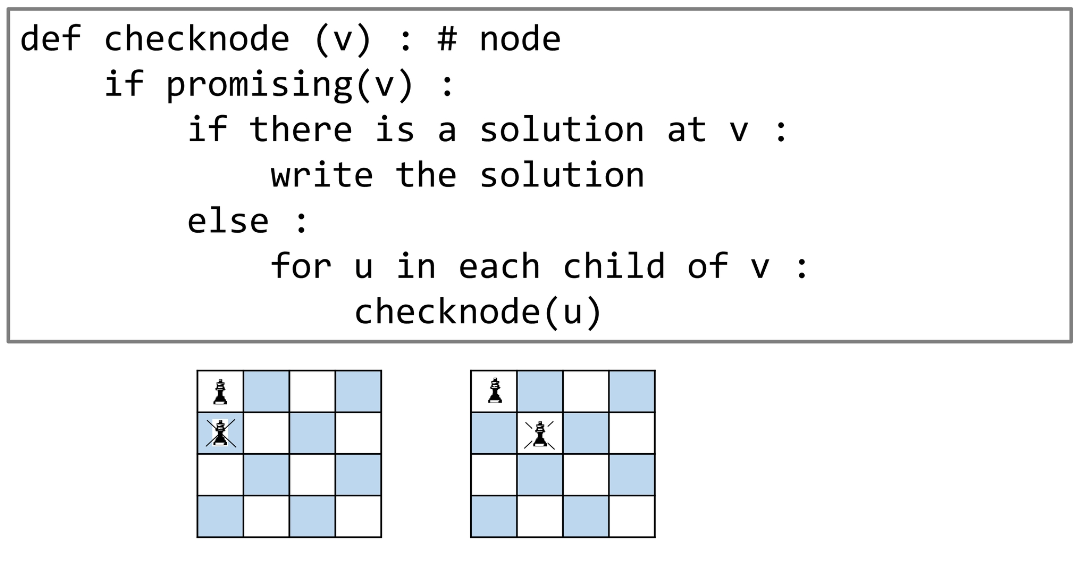 def checknode (v) : # node
if promising(v) :
if there is a solution at v :
write the solution
else :
for u in each child of v :
checknode(u)